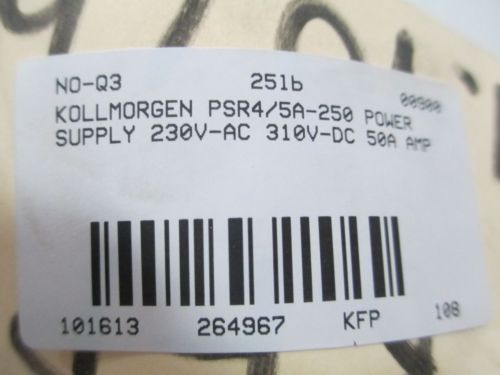 NO-Q3 251b 00900
KOLLMORGEN PSR4/5A-250 POWER
SUPPLY 230V-AC 310V-DC 50A AMP
101613 264967 KFP 108